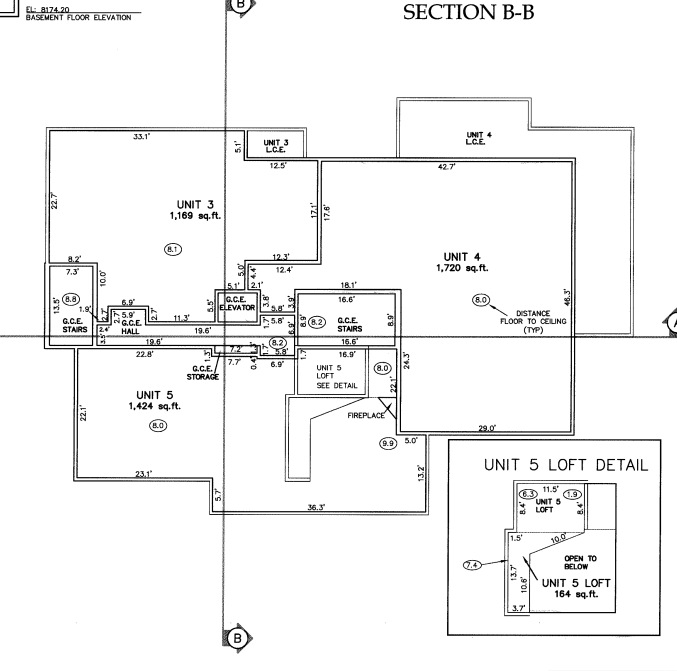 B
SECTION B-B
EL: 8174.20
BASEMENT FLOOR ELEVATION
33.1'
5.1'
UNIT 3
L.C.E.
UNIT 4
L.C.E.
12.5'
42.7'
22.7'
UNIT 3
1,169 sq.ft.
17.1'
17.6'
8.1
UNIT 4
1,720 sq.ft.
8.2'
7.3'
10.0'
12.3'
12.4'
5.0'
4.4'
5.1'
2.1'
18.1'
16.6'
46.3'
13.5'
8.8
1.9'
6.9'
5.9'
2.7'
2.7'
2.7'
G.C.E.
HALL
11.3'
5.5'
G.C.E.
ELEVATOR
3.8'
3.9'
5.8'
8.0
DISTANCE
FLOOR TO CEILING
(TYP)
G.C.E.
STAIRS
2.4'
3.5'
19.6'
1.7'
5.8'
6.9'
8.9'
8.2
G.C.E.
STAIRS
8.9'
A
19.6'
8.2
16.6'
22.8'
1.3'
7.2'
7.7'
0.4'
1.7'
5.8'
6.9'
1.7'
16.9'
24.3'
G.C.E.
STORAGE
UNIT 5
LOFT
SEE DETAIL
8.0
22.1'
UNIT 5
1,424 sq.ft.
8.0
22.1'
FIREPLACE
9.9
5.0'
29.0'
23.1'
5.7'
13.2'
36.3'
UNIT 5 LOFT DETAIL
6.3
11.5'
1.9
8.4'
UNIT 5
LOFT
8.4'
1.5'
10.0'
7.4
13.7'
10.6'
OPEN TO
BELOW
UNIT 5 LOFT
164 sq.ft.
3.7'
B